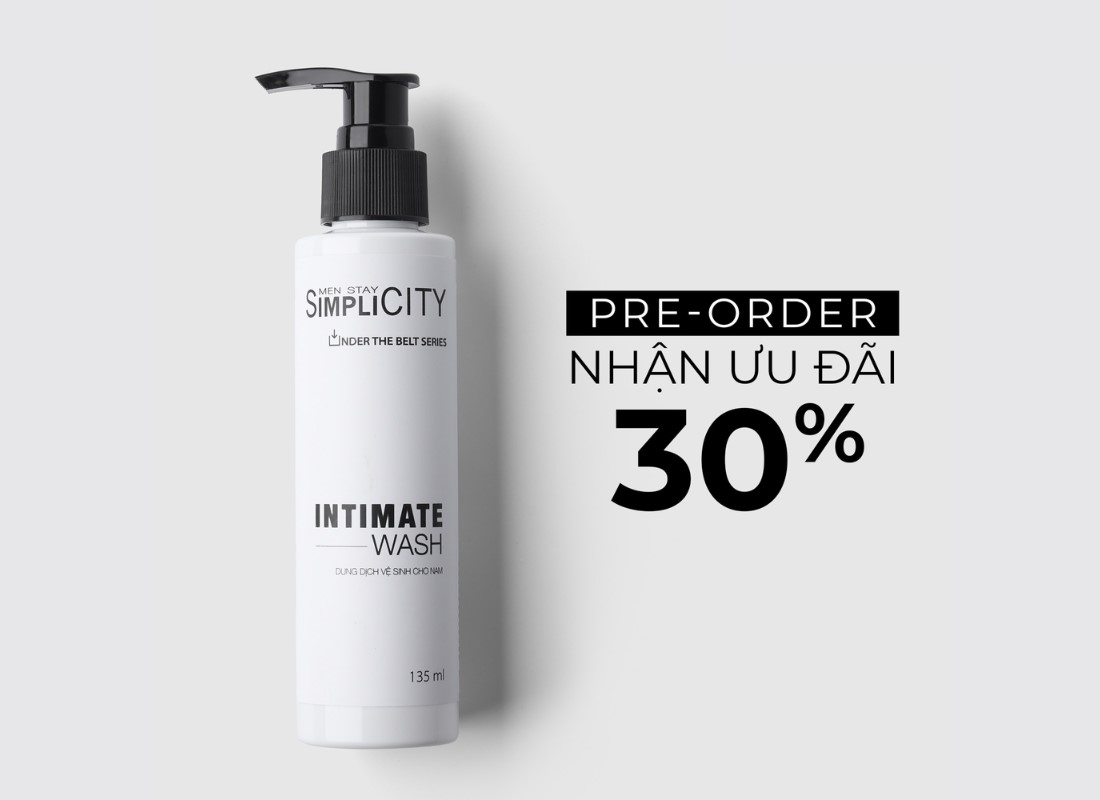 MEN STAY
SIMPLICITY
UNDER THE BELT SERIES
INTIMATE
WASH
DUNG DỊCH VỆ SINH CHO NAM
135 ml
PRE-ORDER
NHẬN ƯU ĐÃI
30%